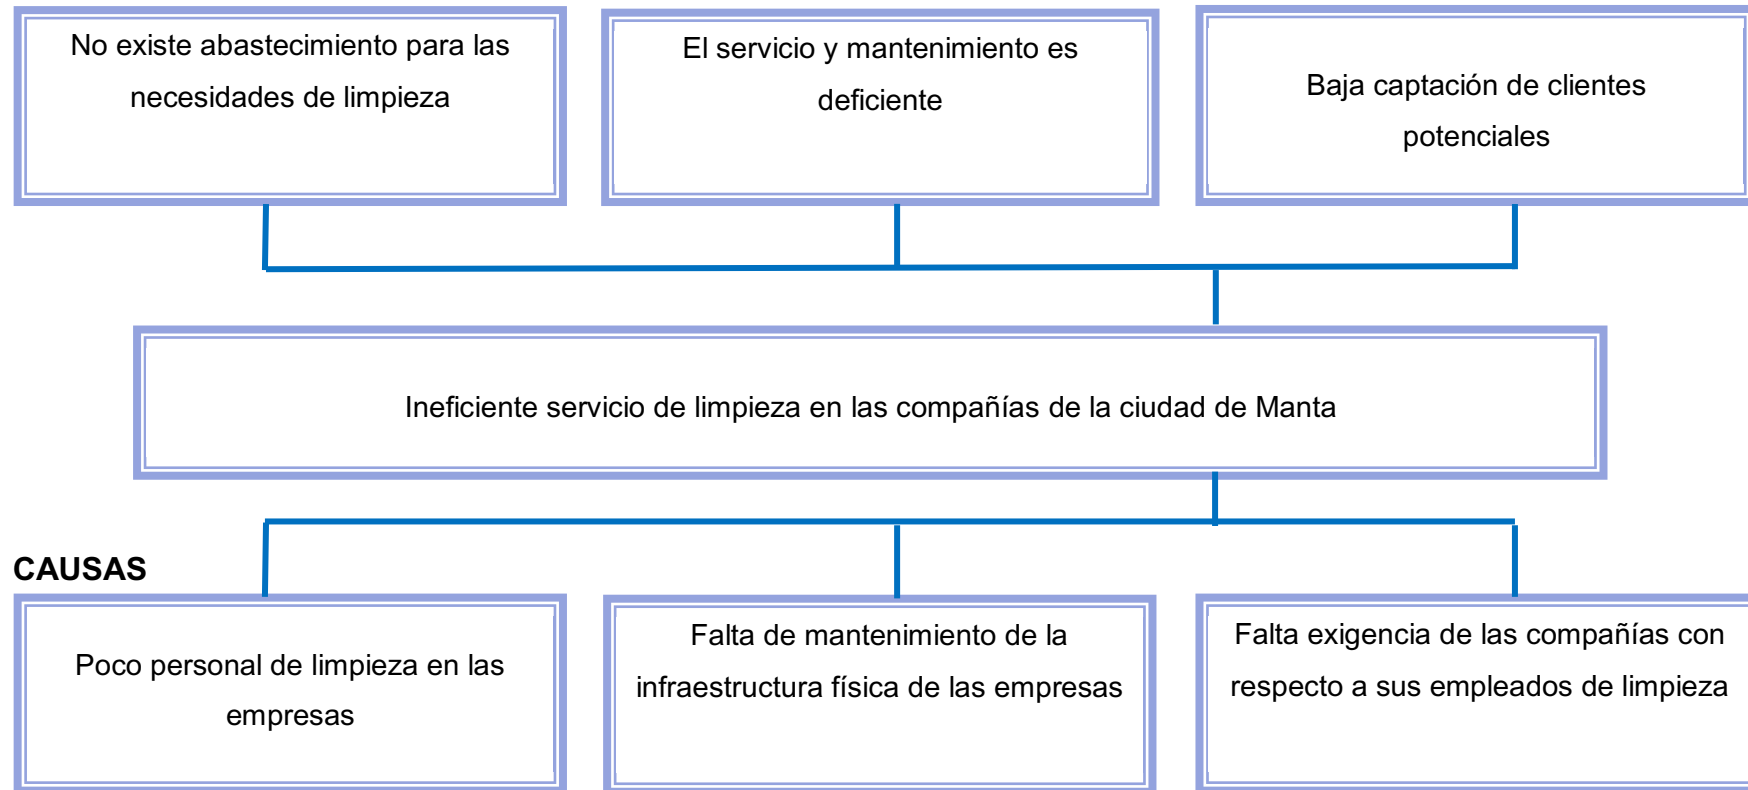 No existe abastecimiento para las
necesidades de limpieza
El servicio y mantenimiento es
deficiente
Baja captación de clientes
potenciales
Ineficiente servicio de limpieza en las compañías de la ciudad de Manta
CAUSAS
Poco personal de limpieza en las
empresas
Falta de mantenimiento de la
infraestructura física de las empresas
Falta exigencia de las compañías con
respecto a sus empleados de limpieza